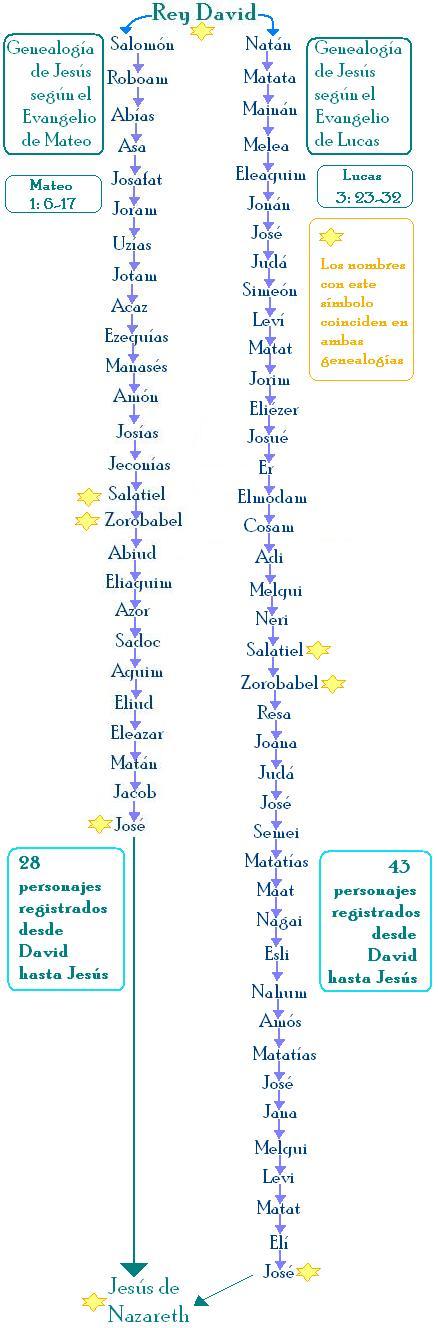 Rey David
Genealogía
de Jesús
según el
Evangelio
de Mateo
Mateo
1: 6-17
Salomón
Roboam
Abías
Asa
Josafat
Joram
Uzías
Jotam
Acaz
Ezequías
Manasés
Amón
Josías
Jeconías
Salatiel
Zorobabel
Abiud
Eliaquim
Azor
Sadoc
Aquim
Eliud
Eleazar
Matán
Jacob
José
28
personajes
registrados
desde
David
hasta Jesús
Natán
Matata
Mainán
Melea
Eleaquim
Jonán
José
Judá
Simeón
Leví
Matat
Jorim
Eliézer
Josué
Er
Elmodam
Cosam
Adi
Melqui
Neri
Salatiel
Zorobabel
Resa
Joana
Judá
José
Semei
Matatías
Maat
Nagai
Esli
Nahum
Amós
Matatías
José
Jana
Melqui
Levi
Matat
Elí
José
Genealogía
de Jesús
según el
Evangelio
de Lucas
Lucas
3: 23-32
Los nombres
con este
símbolo
coinciden en
ambas
genealogías
43
personajes
registrados
desde
David
hasta Jesús
Jesús de
Nazareth